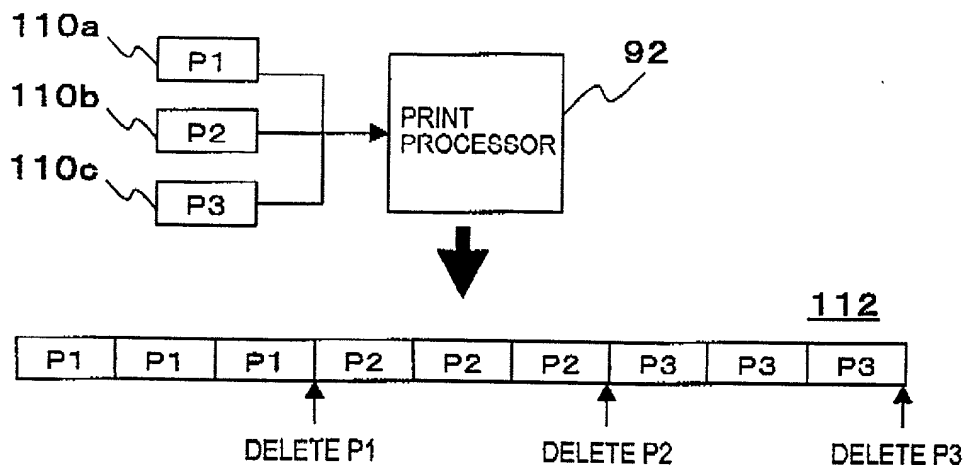 110a
P1
92
110b
P2
PRINT
PROCESSOR
110c
P3
112
P1 P1 P1 P2 P2 P2 P3 P3 P3
DELETE P1 DELETE P2 DELETE P3